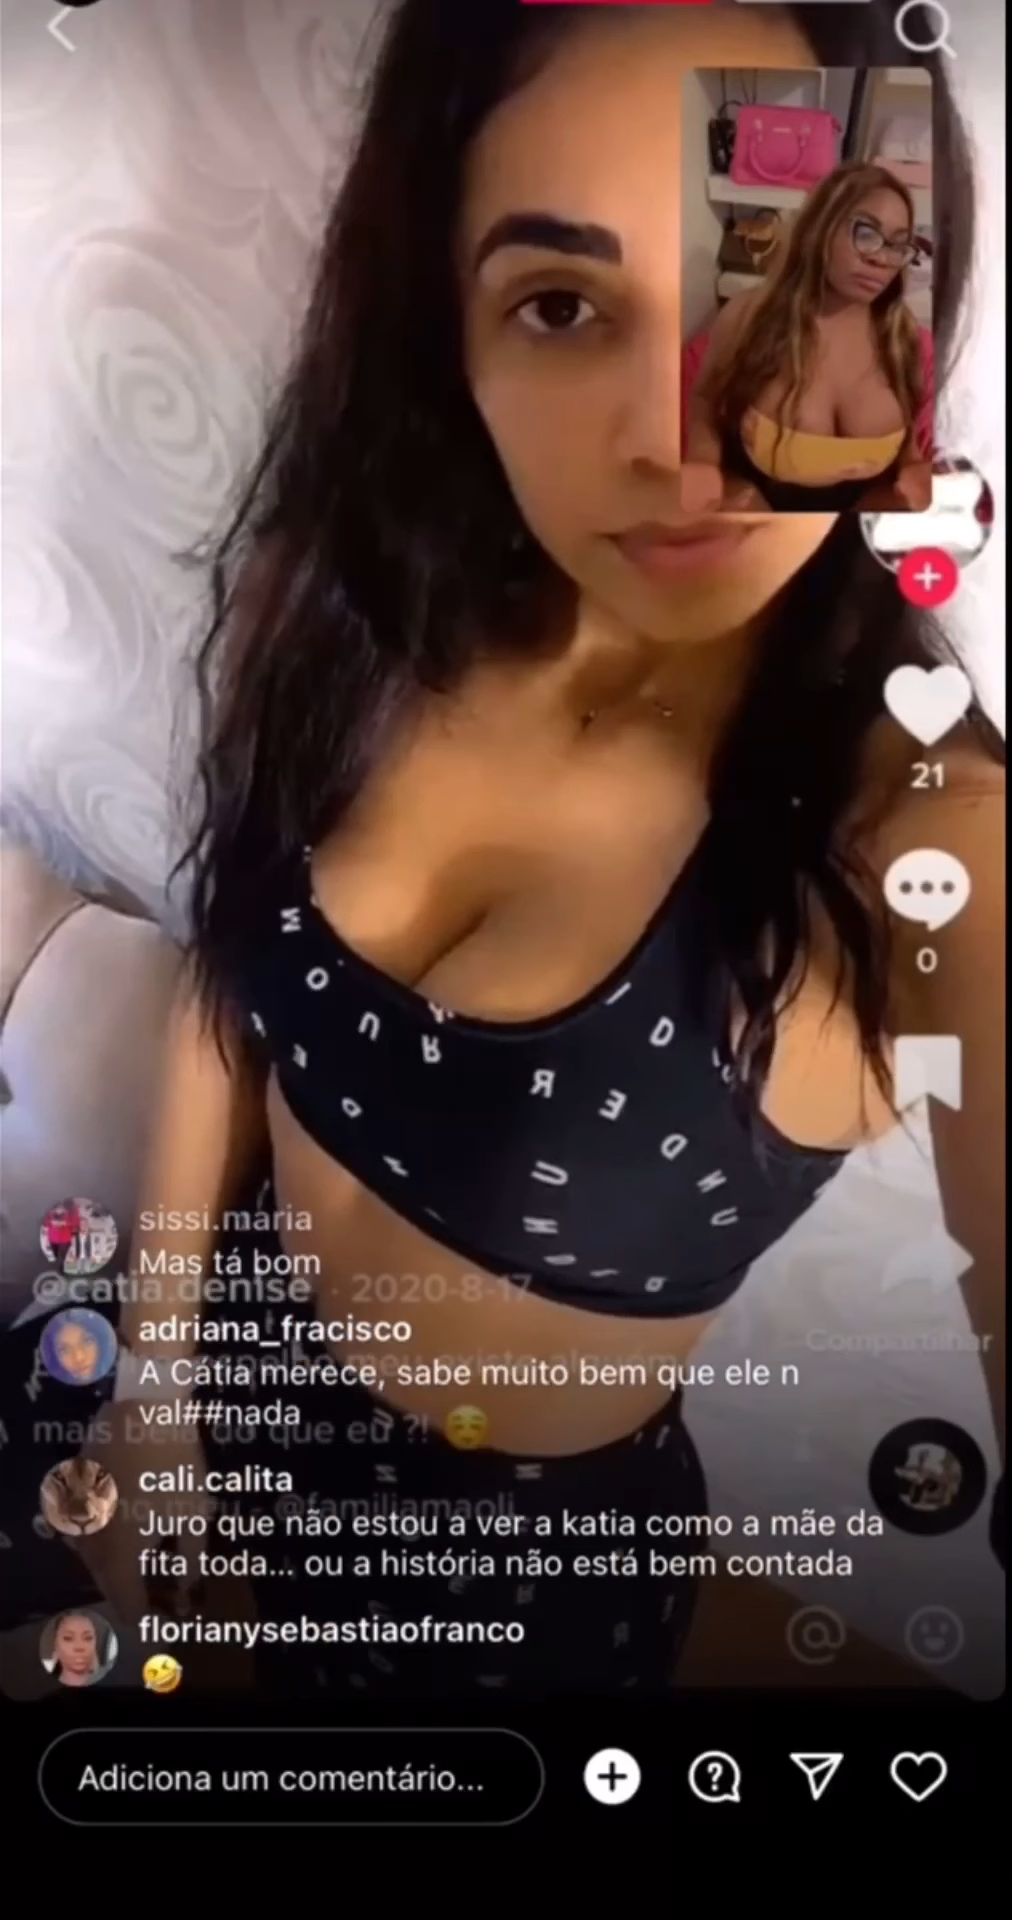 21
0
sissi.maria
Mas tá bom
@catia.denise · 2020-8-17
Compartilhar
adriana_fracisco
A Cátia merece, sabe muito bem que ele n
val##nada
mais bela do que eu ?! ☺️
cali.calita
@familiamaoli
Juro que não estou a ver a katia como a mãe da
fita toda... ou a história não está bem contada
florianysebastiaofranco
🤣
Adiciona um comentário...